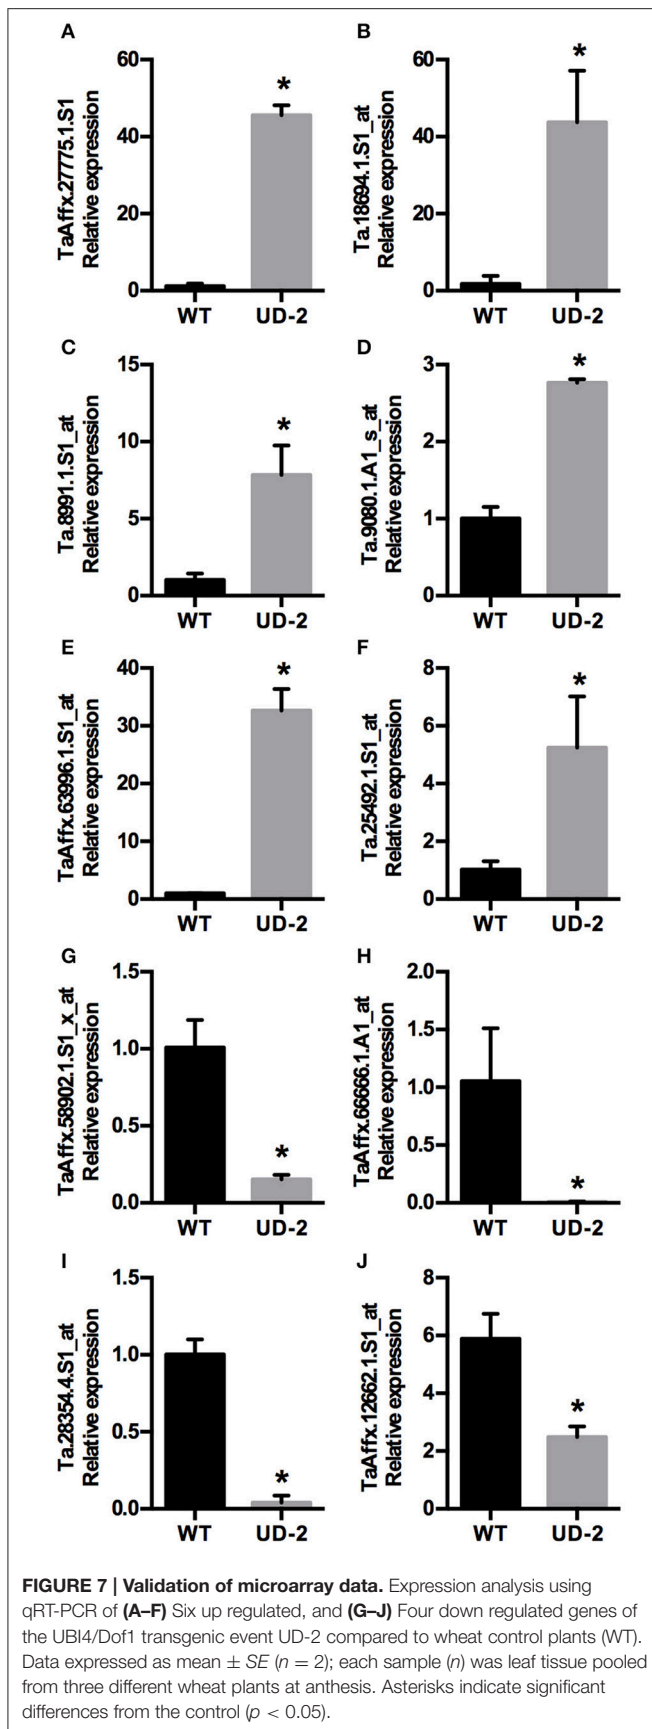 A
TaAffx.27775.1.S1
Relative expression
60
40
20
0
*
WT UD-2
B
Ta.18694.1.S1_at
Relative expression
60
40
20
0
*
WT UD-2
C
Ta.8991.1.S1_at
Relative expression
15
10
5
0
*
WT UD-2
D
Ta.9080.1.A1_s_at
Relative expression
3
2
1
0
*
WT UD-2
E
TaAffx.63996.1.S1_at
Relative expression
40
30
20
10
0
*
WT UD-2
F
Ta.25492.1.S1_at
Relative expression
8
6
4
2
0
*
WT UD-2
G
TaAffx.58902.1.S1_x_at
Relative expression
1.5
1.0
0.5
0.0
*
WT UD-2
H
TaAffx.66666.1.A1_at
Relative expression
2.0
1.5
1.0
0.5
0.0
*
WT UD-2
I
Ta.28354.4.S1_at
Relative expression
1.5
1.0
0.5
0.0
*
WT UD-2
J
TaAffx.12662.1.S1_at
Relative expression
8
6
4
2
0
*
WT UD-2
FIGURE 7 | Validation of microarray data. Expression analysis using
qRT-PCR of (A–F) Six up regulated, and (G–J) Four down regulated genes of
the UBI4/Dof1 transgenic event UD-2 compared to wheat control plants (WT).
Data expressed as mean ± SE (n = 2); each sample (n) was leaf tissue pooled
from three different wheat plants at anthesis. Asterisks indicate significant
differences from the control (p < 0.05).